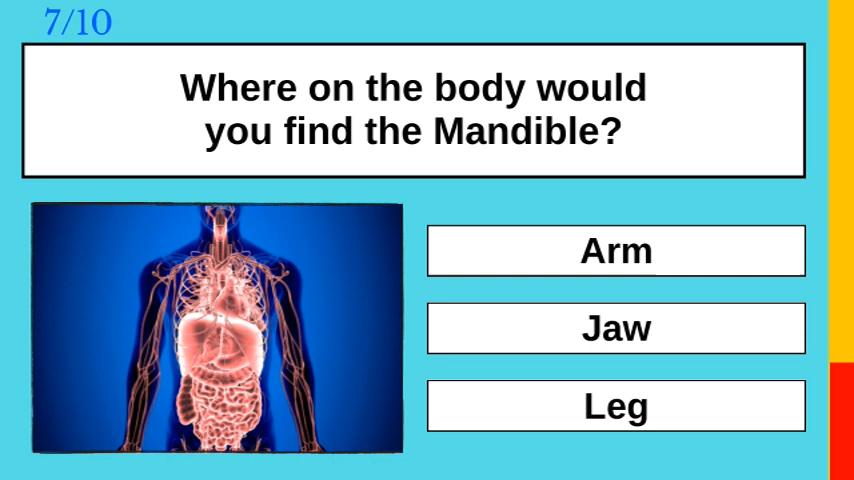 7/10
Where on the body would
you find the Mandible?
Arm
Jaw
Leg